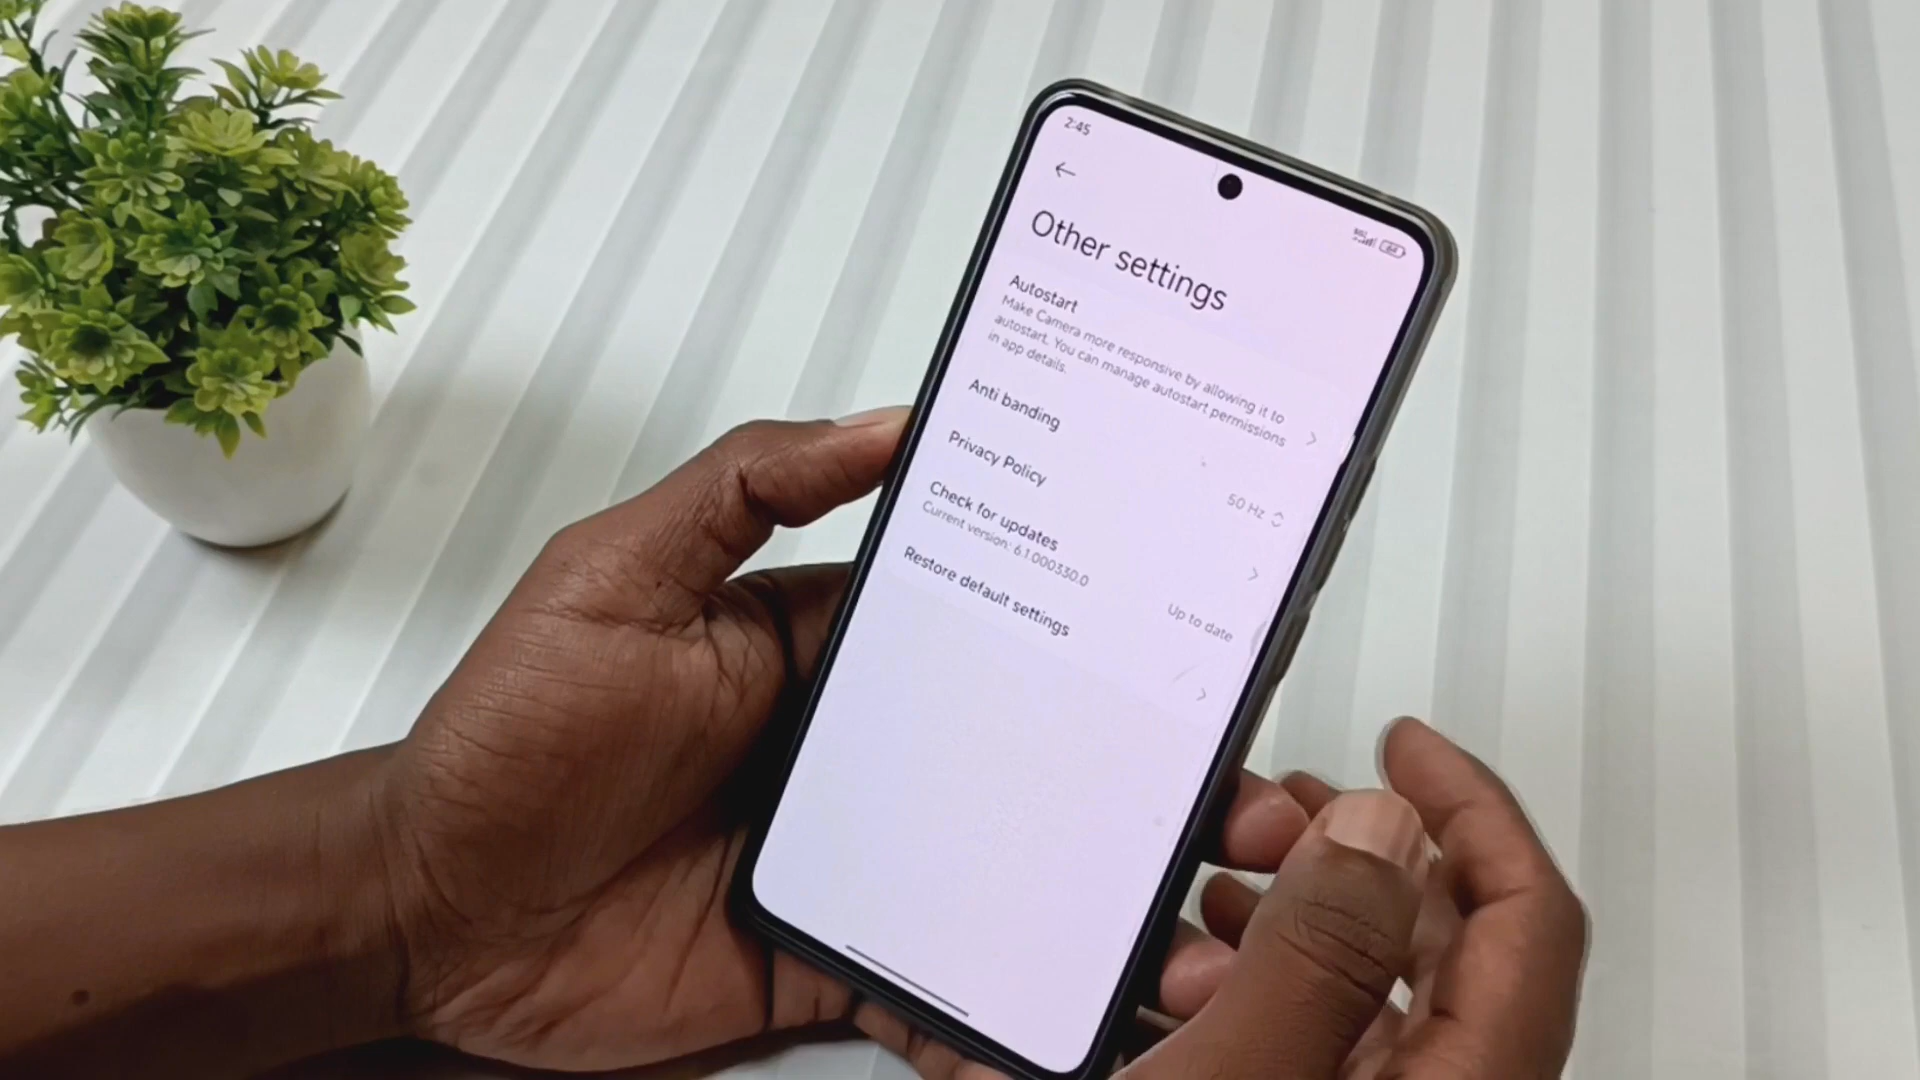 2:45
Other settings
Autostart
Make Camera more responsive by allowing it to
autostart. You can manage autostart permissions
in app details.
Anti banding
50 Hz
Privacy Policy
Check for updates
Current version: 6.1.000330.0
Up to date
Restore default settings